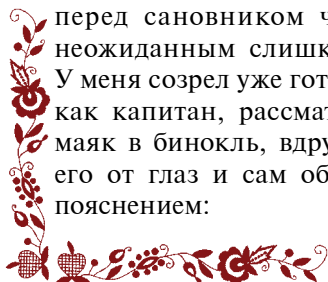 перед сановником ч
неожиданным слишк
У меня созрел уже гот
как капитан, рассмат
маяк в бинокль, вдру
его от глаз и сам об
пояснением: